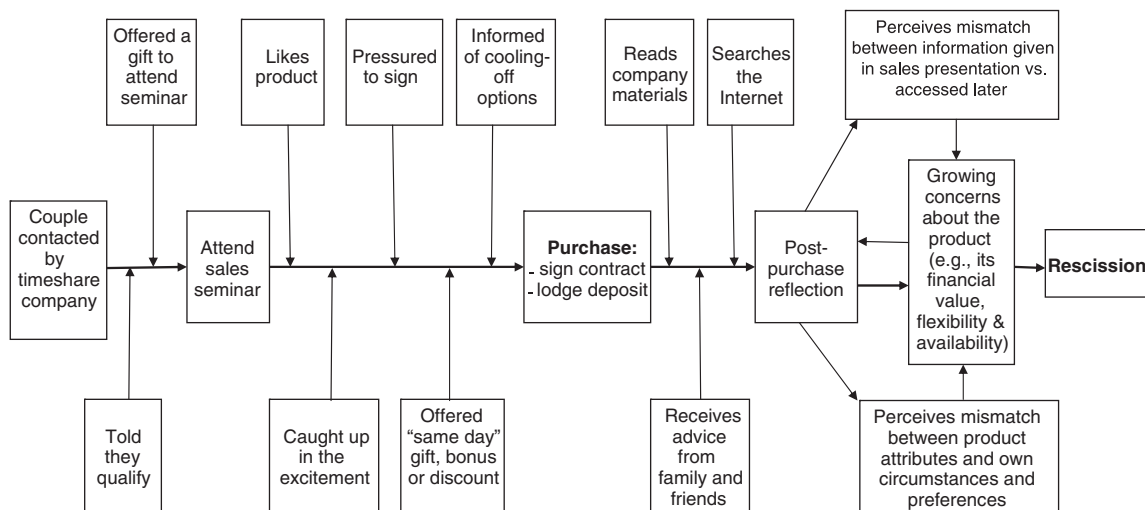 Offered a
gift to
attend
seminar
Likes
product
Pressured
to sign
Informed
of cooling-
off
options
Reads
company
materials
Searches
the
Internet
Perceives mismatch
between information given
in sales presentation vs.
accessed later
Couple
contacted by
timeshare
company
Attend
sales
seminar
Purchase:
- sign contract
- lodge deposit
Post-
purchase
reflection
Growing
concerns
about the
product
(e.g., its
financial
value,
flexibility &
availability)
Rescission
Told
they
qualify
Caught up
in the
excitement
Offered
“same day”
gift, bonus
or discount
Receives
advice
from
family and
friends
Perceives mismatch
between product
attributes and own
circumstances and
preferences